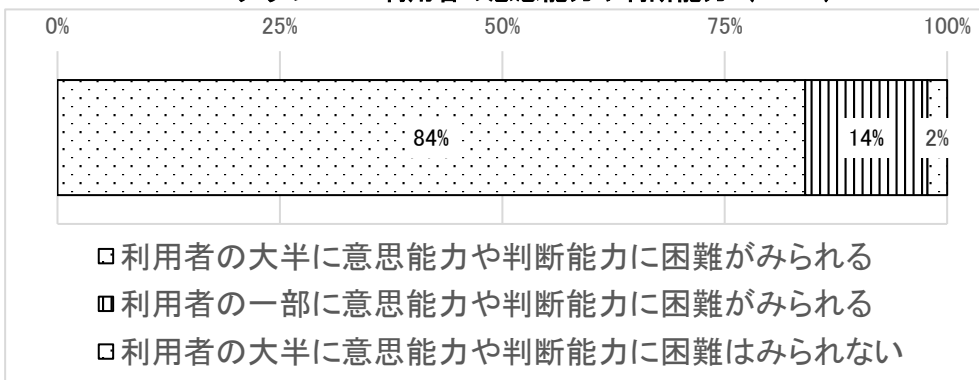 0% 25% 50% 75% 100%
84% 14% 2%
利用者の大半に意思能力や判断能力に困難がみられる
利用者の一部に意思能力や判断能力に困難がみられる
利用者の大半に意思能力や判断能力に困難はみられない